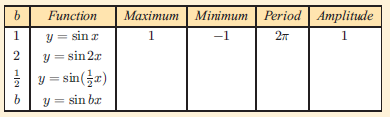 b Function Maximum Minimum Period Amplitude
1 y = sin x 1 −1 2π 1
2 y = sin 2x
1/2 y = sin(1/2 x)
b y = sin bx